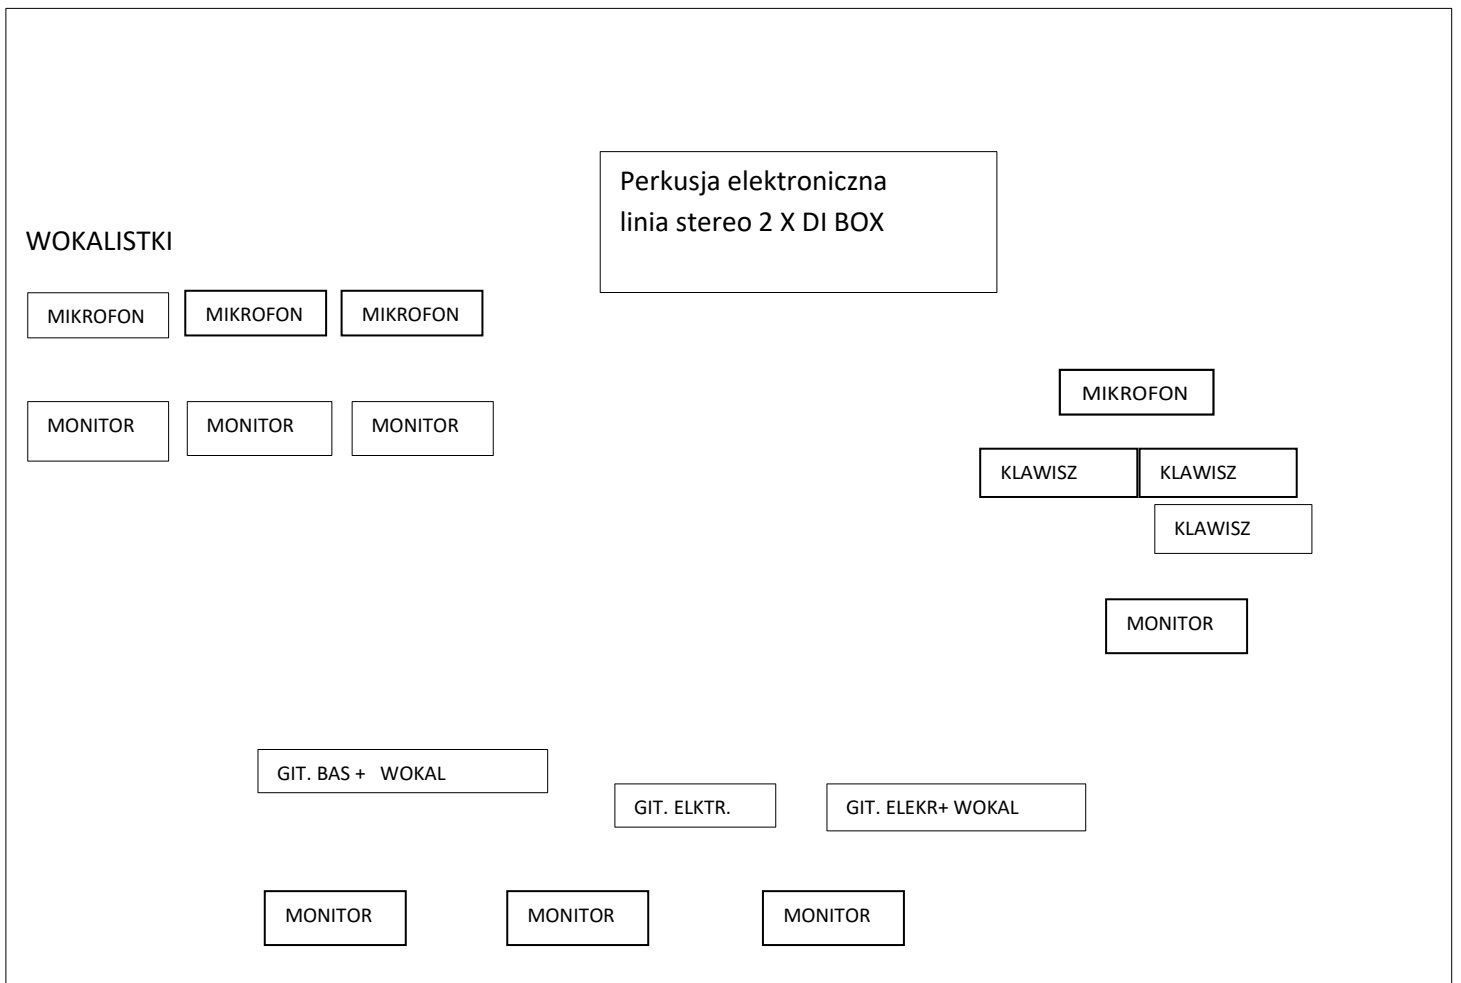 Perkusja elektroniczna
linia stereo 2 X DI BOX
WOKALISTKI
MIKROFON
MIKROFON
MIKROFON
MONITOR
MONITOR
MONITOR
MIKROFON
KLAWISZ
KLAWISZ
KLAWISZ
MONITOR
GIT. BAS + WOKAL
GIT. ELKTR.
GIT. ELEKR+ WOKAL
MONITOR
MONITOR
MONITOR